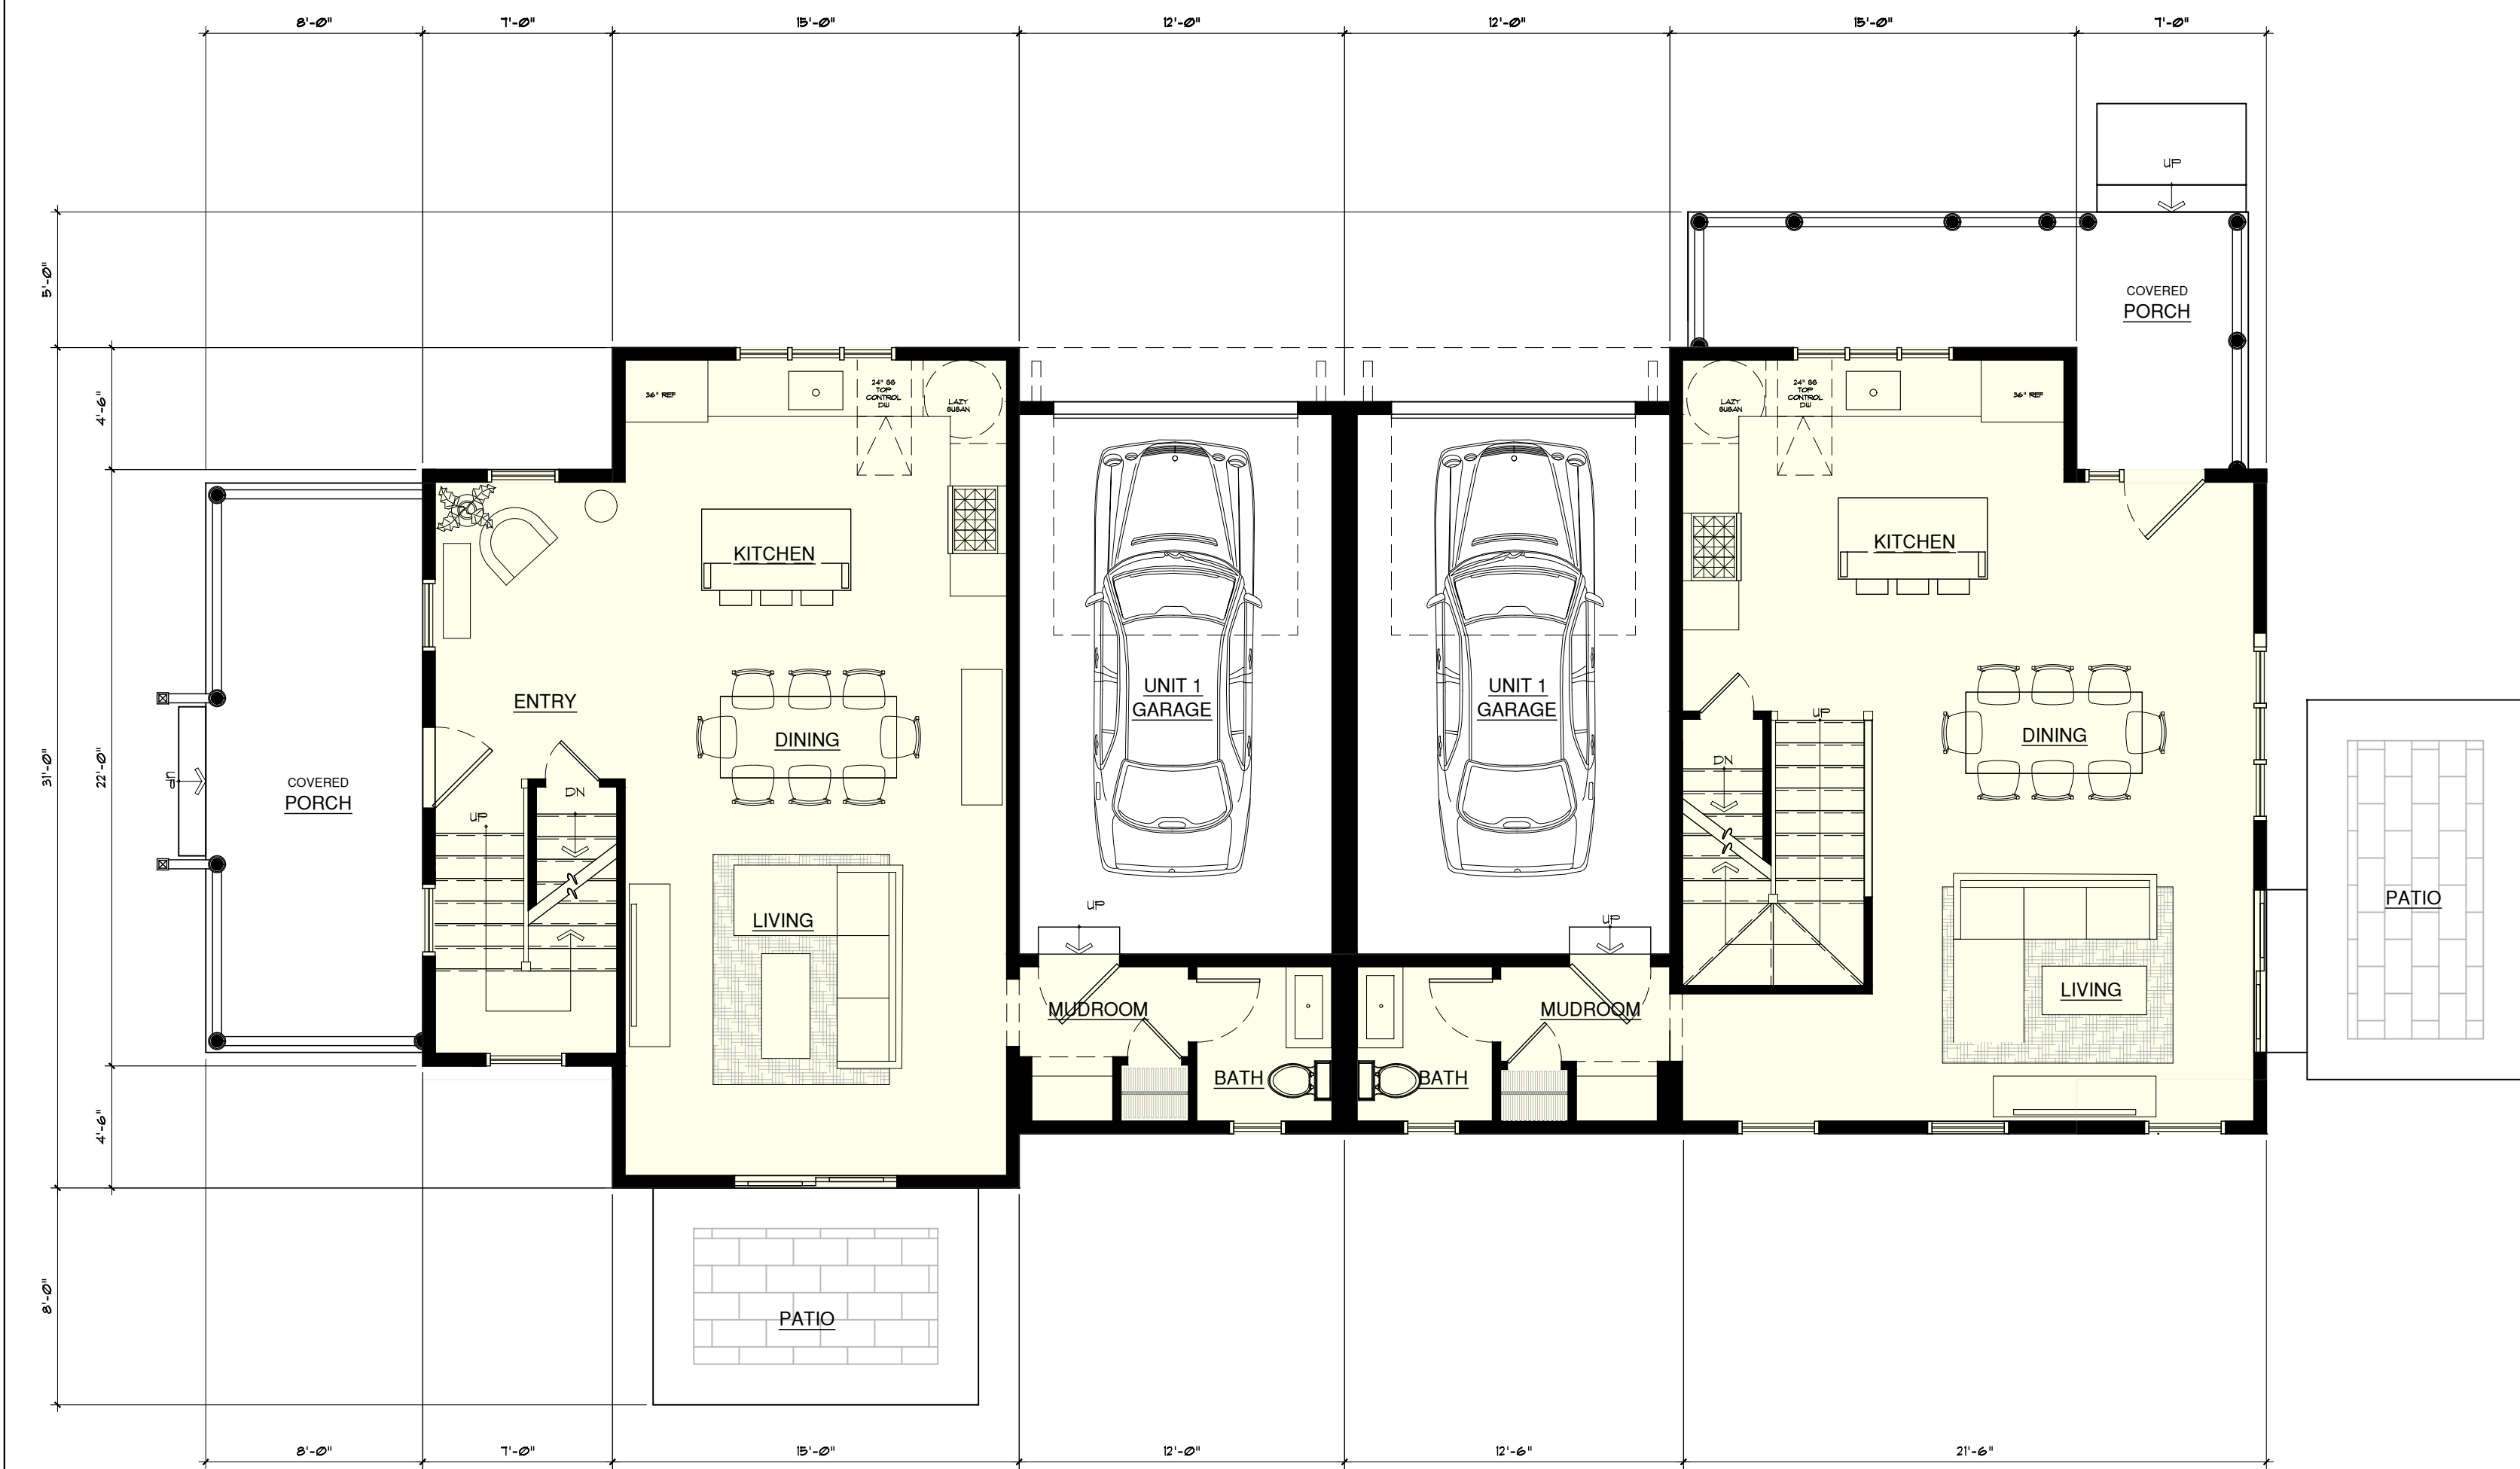 8'-0" 7'-0" 15'-0" 12'-0" 12'-0" 15'-0" 7'-0"
UP
5'-0"
COVERED
PORCH
4'-6"
36" REF
24" SG
TOP
CONTROL
DW
LAZY
SUSAN
LAZY
SUSAN
24" SG
TOP
CONTROL
DW
36" REF
KITCHEN
KITCHEN
ENTRY
UNIT 1
GARAGE
UNIT 1
GARAGE
UP
DINING
DINING
31'-0"
22'-0"
UP
COVERED
PORCH
DN
UP
DN
LIVING
UP
UP
PATIO
LIVING
MUDROOM
MUDROOM
BATH
BATH
4'-6"
8'-0"
PATIO
8'-0" 7'-0" 15'-0" 12'-0" 12'-6" 21'-6"